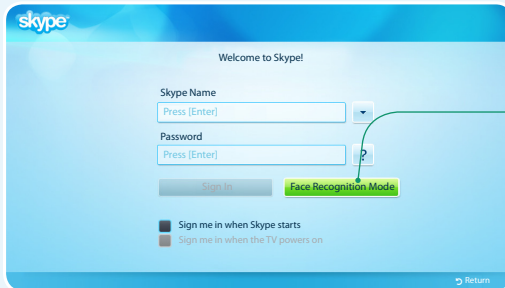 skype
Welcome to Skype!
Skype Name
Press [Enter]
Password
Press [Enter]
?
Sign In Face Recognition Mode
Sign me in when Skype starts
Sign me in when the TV powers on
Return